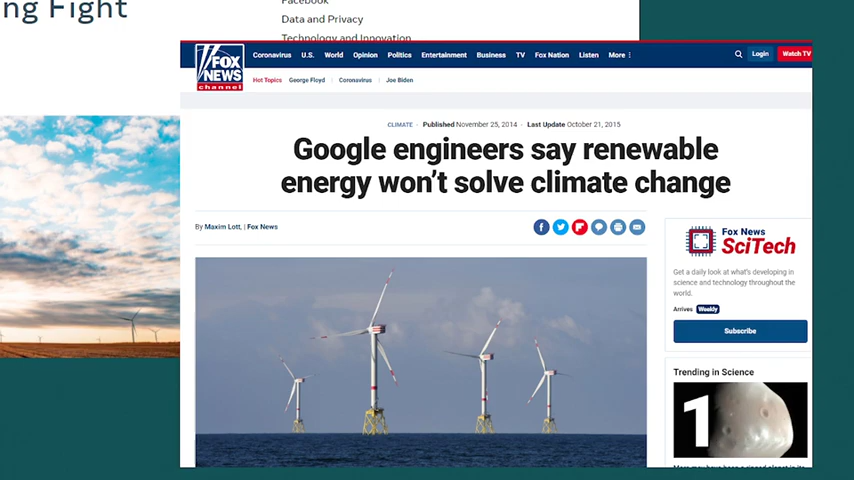 ng Fight
Facebook
Data and Privacy
Technology and Innovation
FOX
NEWS
channel
Coronavirus U.S. World Opinion Politics Entertainment Business TV Fox Nation Listen More
Login
Watch TV
Hot Topics George Floyd Coronavirus Joe Biden
CLIMATE · Published November 25, 2014 · Last Update October 21, 2015
Google engineers say renewable
energy won't solve climate change
By Maxim Lott, | Fox News
Fox News
SciTech
Get a daily look at what's developing in
science and technology throughout the
world.
Arrives Weekly
Subscribe
Trending in Science
1